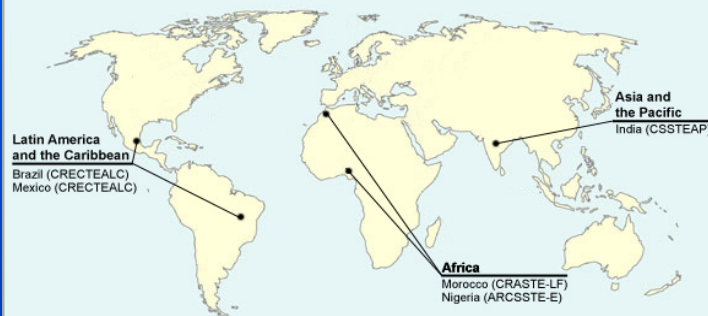 Latin America
and the Caribbean
Brazil (CRECTEALC)
Mexico (CRECTEALC)
Africa
Morocco (CRASTE-LF)
Nigeria (ARCSSTE-E)
Asia and
the Pacific
India (CSSTEAP)